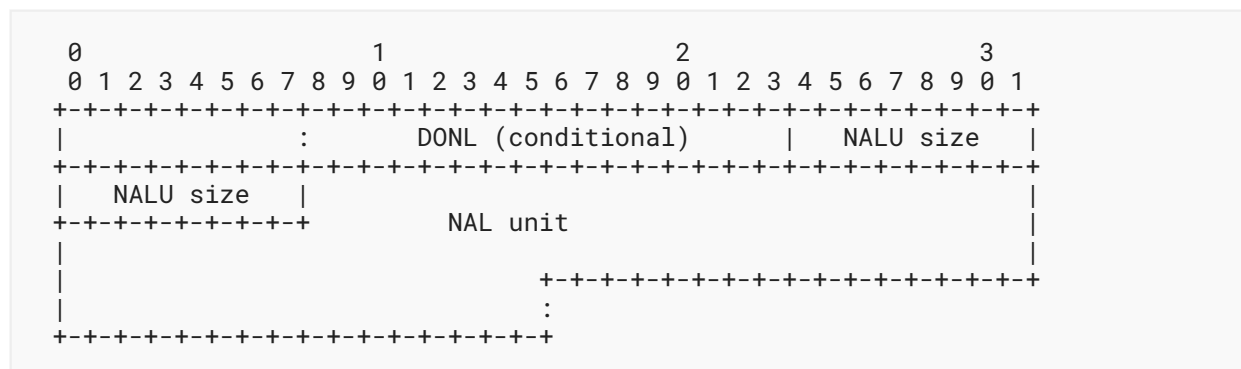 0                   1                   2                   3
 0 1 2 3 4 5 6 7 8 9 0 1 2 3 4 5 6 7 8 9 0 1 2 3 4 5 6 7 8 9 0 1
+-+-+-+-+-+-+-+-+-+-+-+-+-+-+-+-+-+-+-+-+-+-+-+-+-+-+-+-+-+-+-+-+
|               :       DONL (conditional)      |   NALU size   |
+-+-+-+-+-+-+-+-+-+-+-+-+-+-+-+-+-+-+-+-+-+-+-+-+-+-+-+-+-+-+-+-+
|   NALU size   |                                               |
+-+-+-+-+-+-+-+-+         NAL unit                              |
|                                                               |
|                               +-+-+-+-+-+-+-+-+-+-+-+-+-+-+-+-+
|                               :
+-+-+-+-+-+-+-+-+-+-+-+-+-+-+-+-+